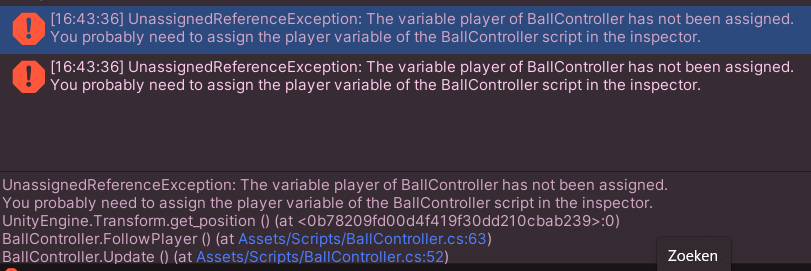 [16:43:36] UnassignedReferenceException: The variable player of BallController has not been assigned.
You probably need to assign the player variable of the BallController script in the inspector.
[16:43:36] UnassignedReferenceException: The variable player of BallController has not been assigned.
You probably need to assign the player variable of the BallController script in the inspector.
UnassignedReferenceException: The variable player of BallController has not been assigned.
You probably need to assign the player variable of the BallController script in the inspector.
UnityEngine.Transform.get_position () (at <0b78209fd00d4f419f30dd210cbab239>:0)
BallController.FollowPlayer () (at Assets/Scripts/BallController.cs:63)
BallController.Update () (at Assets/Scripts/BallController.cs:52)
Zoeken